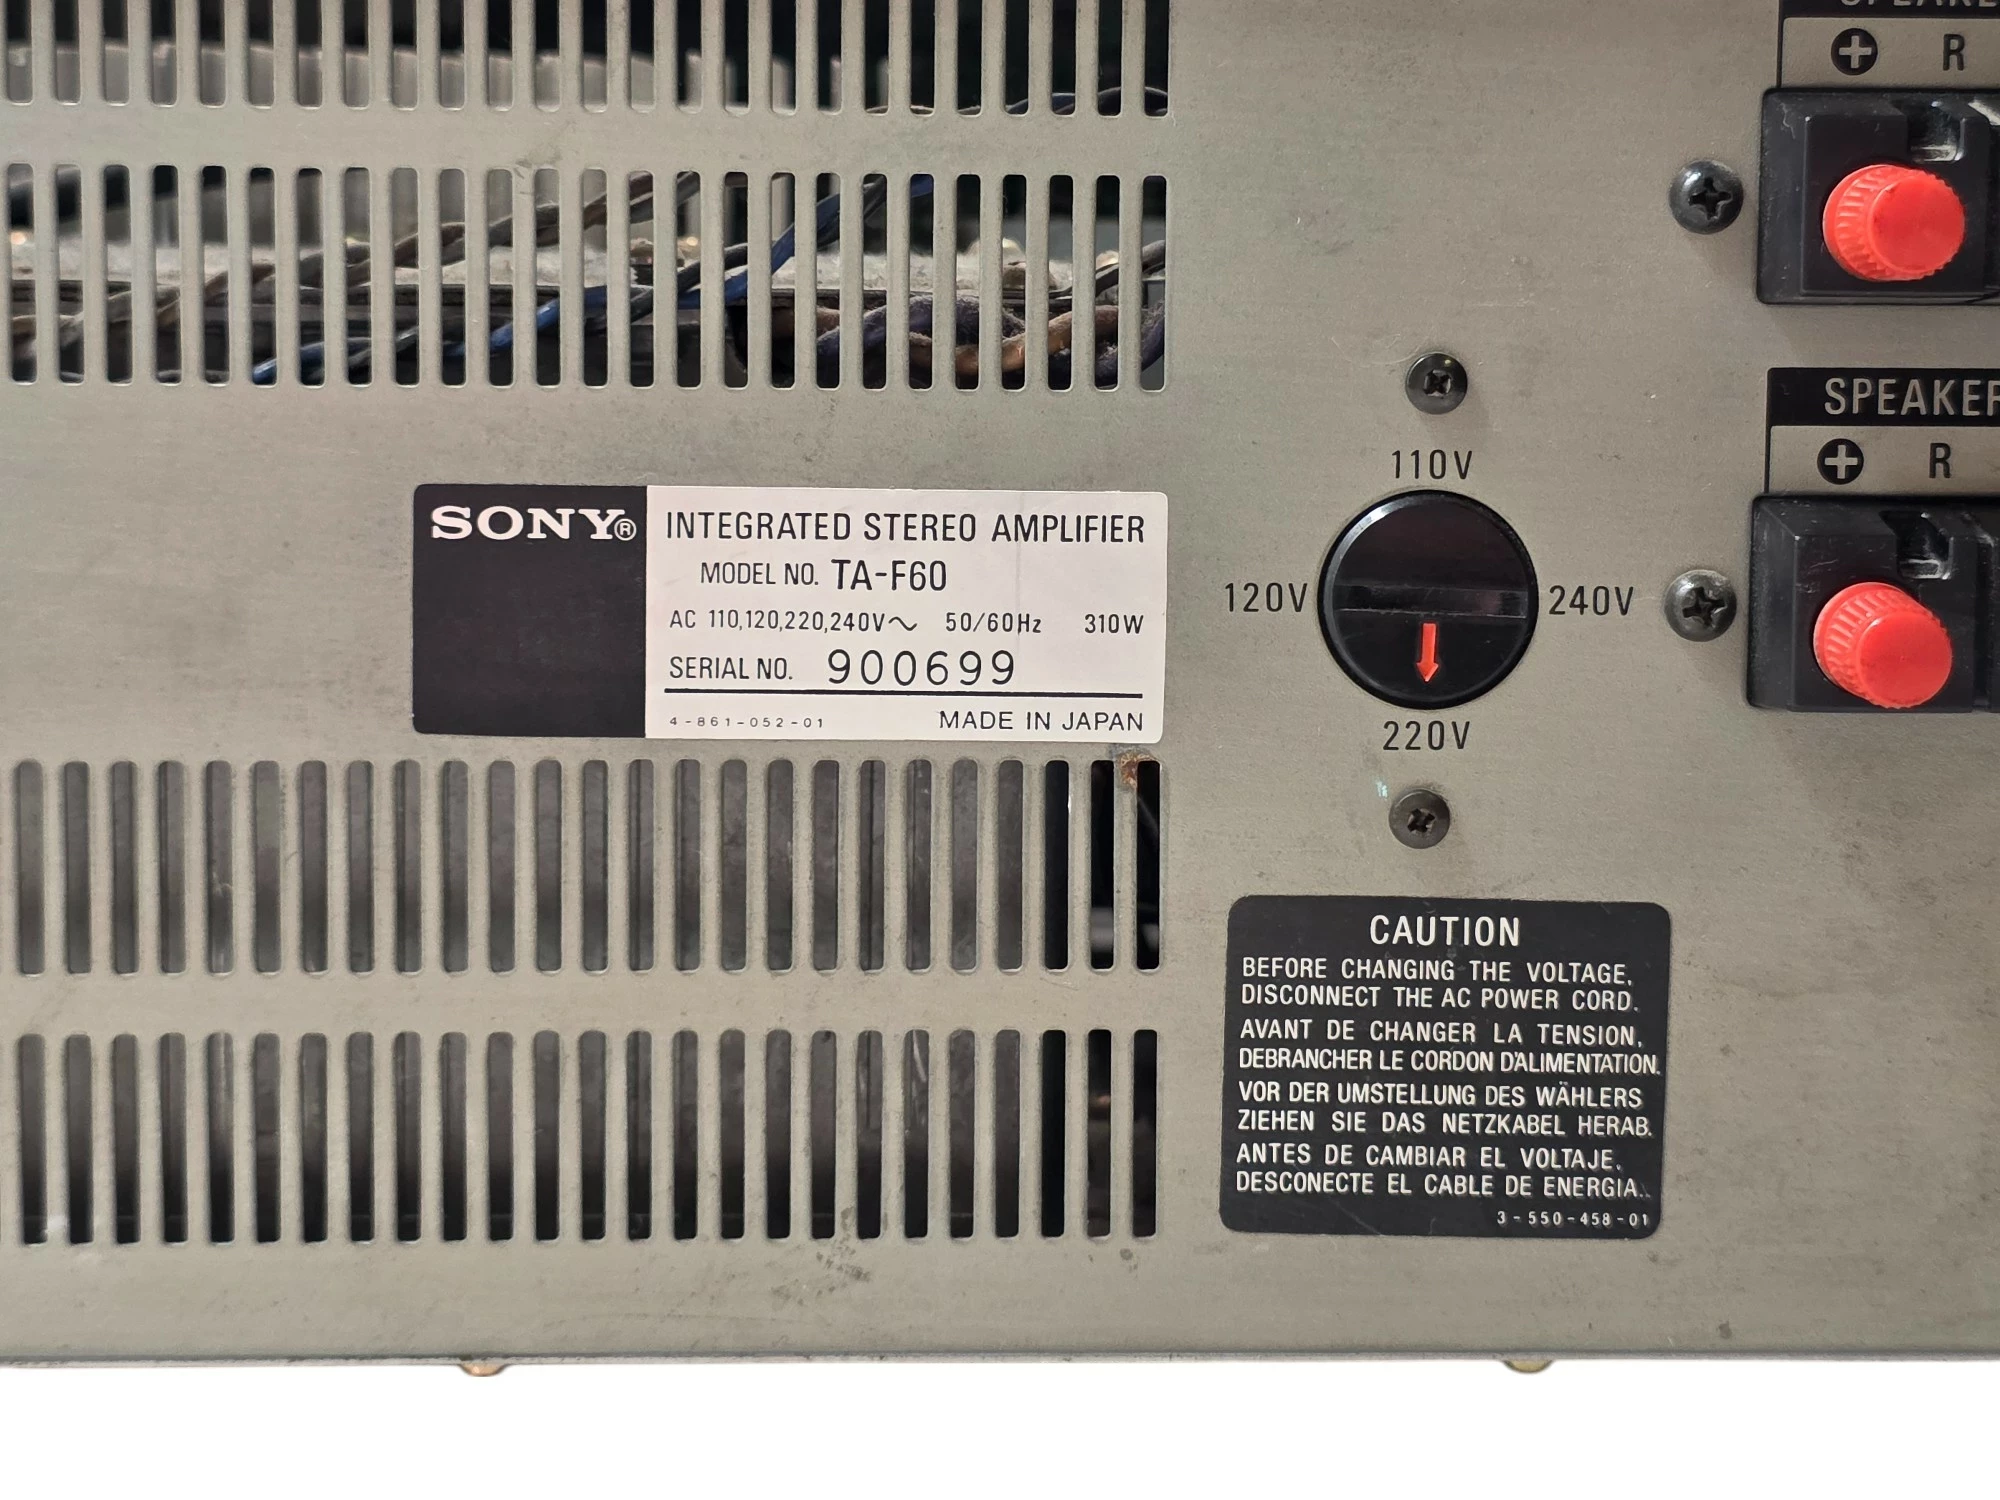 R
SPEAKER
R
110V
120V
240V
220V
SONY®
INTEGRATED STEREO AMPLIFIER
MODEL NO. TA-F60
AC 110,120,220,240V~ 50/60Hz 310W
SERIAL NO. 900699
4-861-052-01 MADE IN JAPAN
CAUTION
BEFORE CHANGING THE VOLTAGE,
DISCONNECT THE AC POWER CORD.
AVANT DE CHANGER LA TENSION,
DEBRANCHER LE CORDON D'ALIMENTATION.
VOR DER UMSTELLUNG DES WÄHLERS
ZIEHEN SIE DAS NETZKABEL HERAB.
ANTES DE CAMBIAR EL VOLTAJE,
DESCONECTE EL CABLE DE ENERGIA..
3-550-458-01